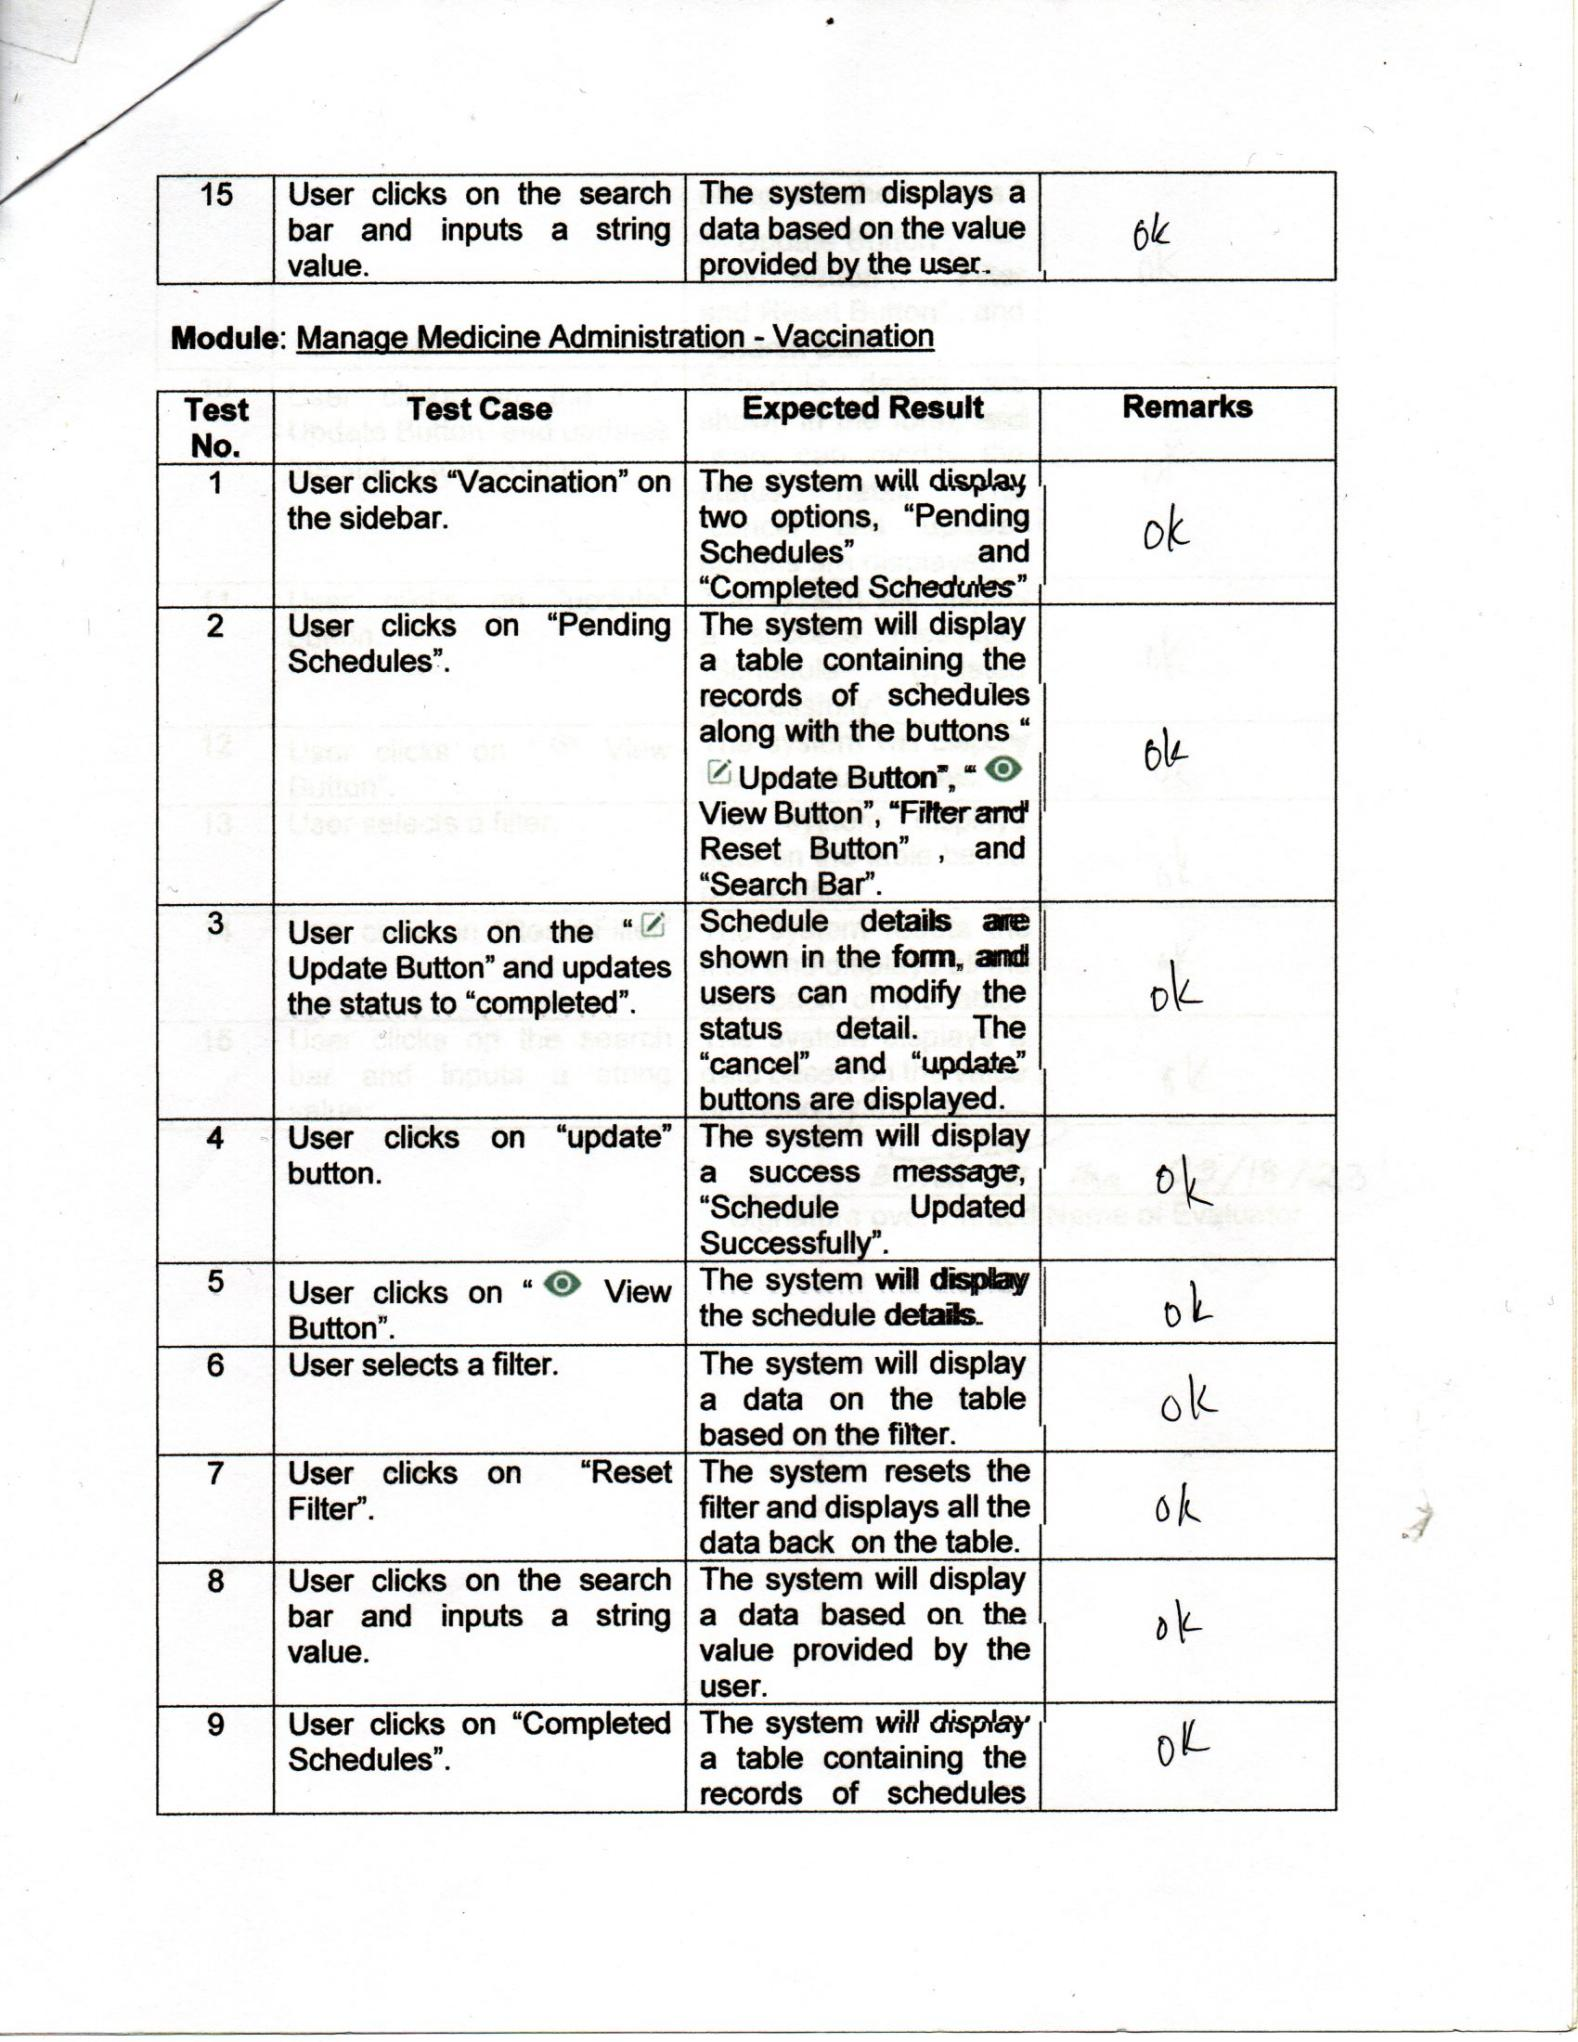 15 User clicks on the search The system displays a
bar and inputs a string data based on the value ok
value. provided by the user.
Module: Manage Medicine Administration - Vaccination
Test Test Case Expected Result Remarks
No.
1 User clicks “Vaccination” on The system will display
the sidebar. two options, “Pending ok
Schedules” and
“Completed Schedules”
2 User clicks on “Pending The system will display
Schedules”. a table containing the
records of schedules
along with the buttons “ ok
Update Button”, “
View Button”, “Filter and
Reset Button” , and
“Search Bar”.
3 User clicks on the “ Schedule details are
Update Button” and updates shown in the form, and
the status to “completed”. users can modify the ok
status detail. The
“cancel” and “update”
buttons are displayed.
4 User clicks on “update” The system will display
button. a success message, ok
“Schedule Updated
Successfully”.
5 User clicks on “ View The system will display
Button”. the schedule details. ok
6 User selects a filter. The system will display
a data on the table ok
based on the filter.
7 User clicks on “Reset The system resets the
Filter”. filter and displays all the ok
data back on the table.
8 User clicks on the search The system will display
bar and inputs a string a data based on the ok
value. value provided by the
user.
9 User clicks on “Completed The system will display
Schedules”. a table containing the ok
records of schedules